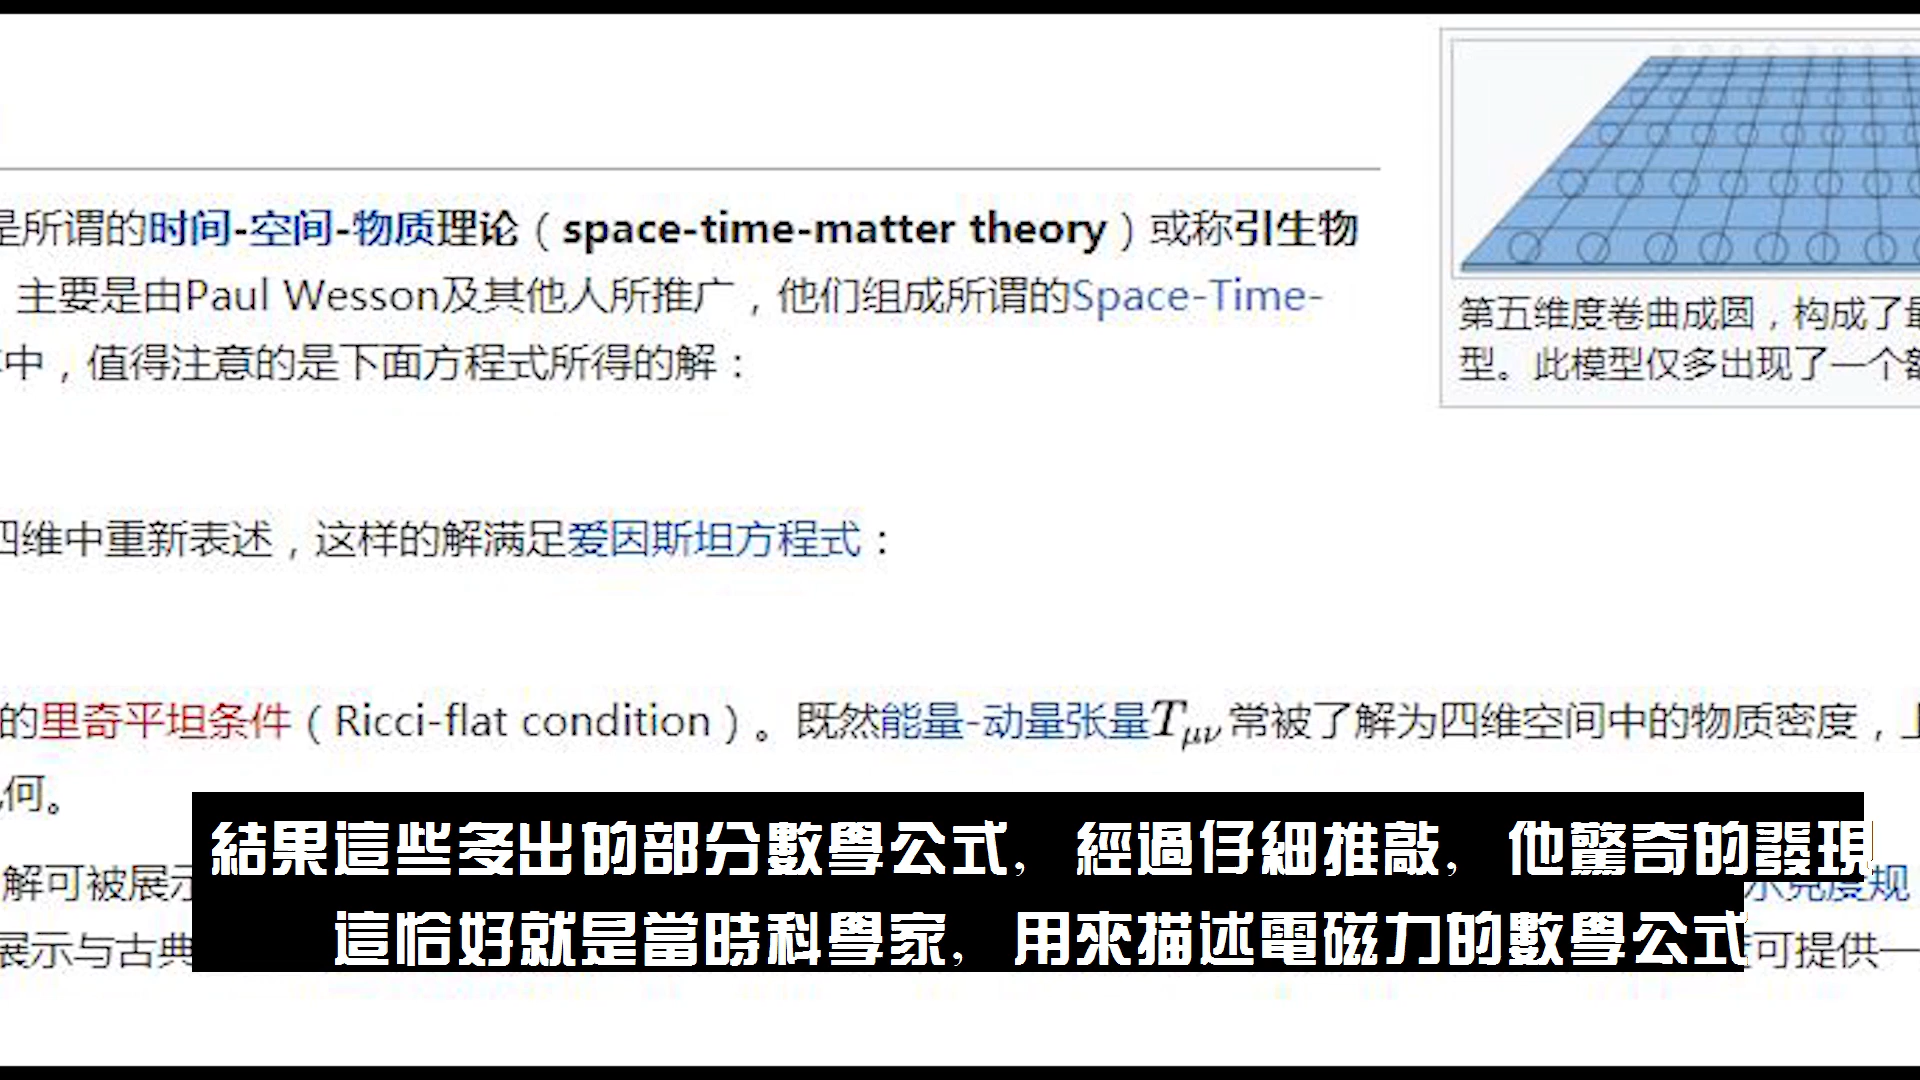 是所谓的时间-空间-物质理论（space-time-matter theory）或称引生物
主要是由Paul Wesson及其他人所推广，他们组成所谓的Space-Time-
中，值得注意的是下面方程式所得的解：
第五维度卷曲成圆，构成了最
型。此模型仅多出现了一个额
四维中重新表述，这样的解满足爱因斯坦方程式：
的里奇平坦条件（Ricci-flat condition）。既然能量-动量张量Tμν常被了解为四维空间中的物质密度，上
何。
解可被展示
示亮度规
展示与古典
可提供一
結果這些多出的部分數學公式，經過仔細推敲，他驚奇的發現
這恰好就是當時科學家，用來描述電磁力的數學公式